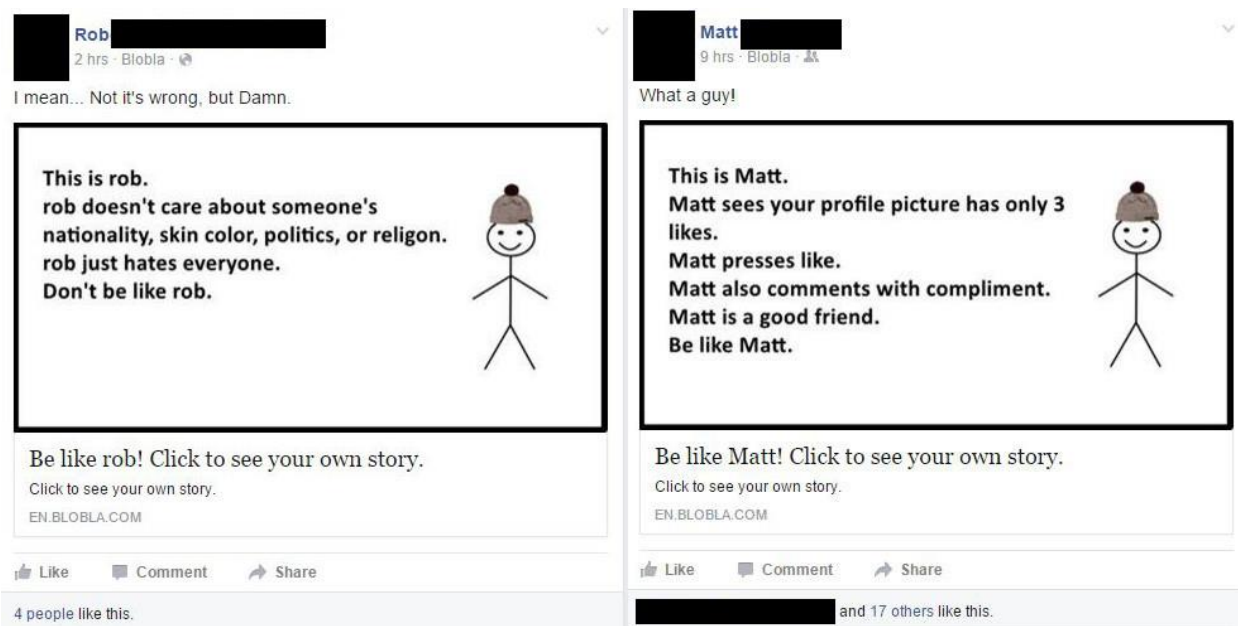 Rob
2 hrs · Blobla ·
I mean... Not it's wrong, but Damn.
This is rob.
rob doesn't care about someone's
nationality, skin color, politics, or religon.
rob just hates everyone.
Don't be like rob.
Be like rob! Click to see your own story.
Click to see your own story.
EN.BLOBLA.COM
Like Comment Share
4 people like this.
Matt
9 hrs · Blobla ·
What a guy!
This is Matt.
Matt sees your profile picture has only 3
likes.
Matt presses like.
Matt also comments with compliment.
Matt is a good friend.
Be like Matt.
Be like Matt! Click to see your own story.
Click to see your own story.
EN.BLOBLA.COM
Like Comment Share
and 17 others like this.